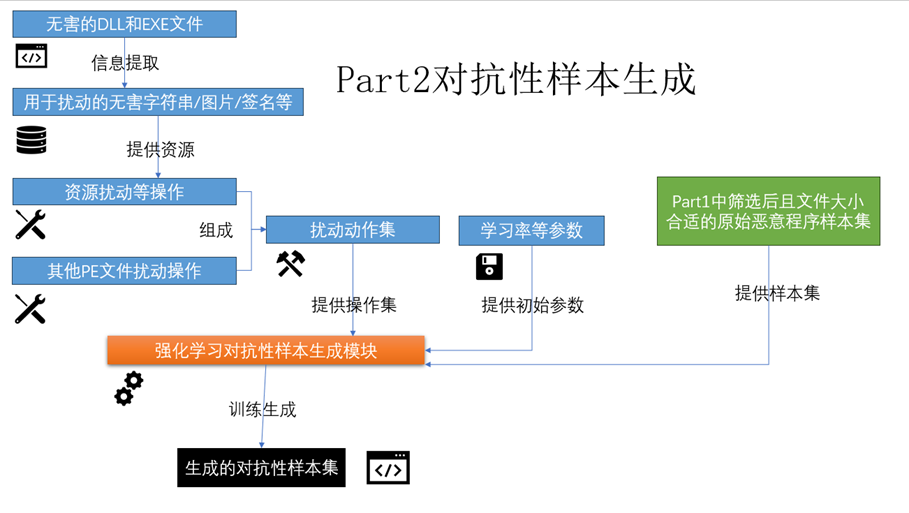 无害的DLL和EXE文件
信息提取
Part2对抗性样本生成
用于扰动的无害字符串/图片/签名等
提供资源
资源扰动等操作
组成
扰动动作集
学习率等参数
Part1中筛选后且文件大小
合适的原始恶意程序样本集
其他PE文件扰动操作
提供操作集
提供初始参数
提供样本集
强化学习对抗性样本生成模块
训练生成
生成的对抗性样本集